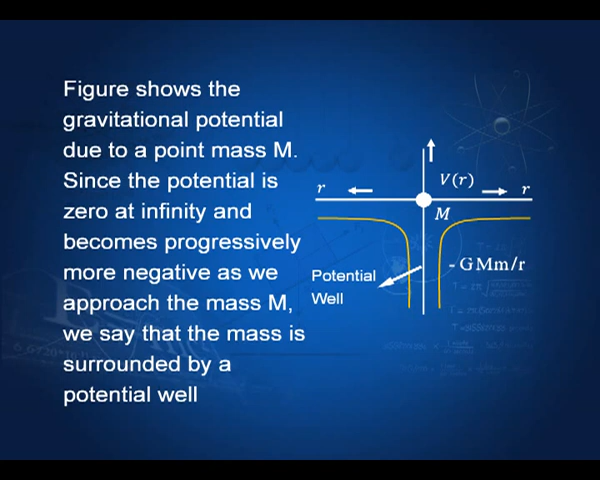 Figure shows the
gravitational potential
due to a point mass M.
Since the potential is
zero at infinity and
becomes progressively
more negative as we
approach the mass M,
we say that the mass is
surrounded by a
potential well
V(r)
r
r
M
- GMm/r
Potential
Well